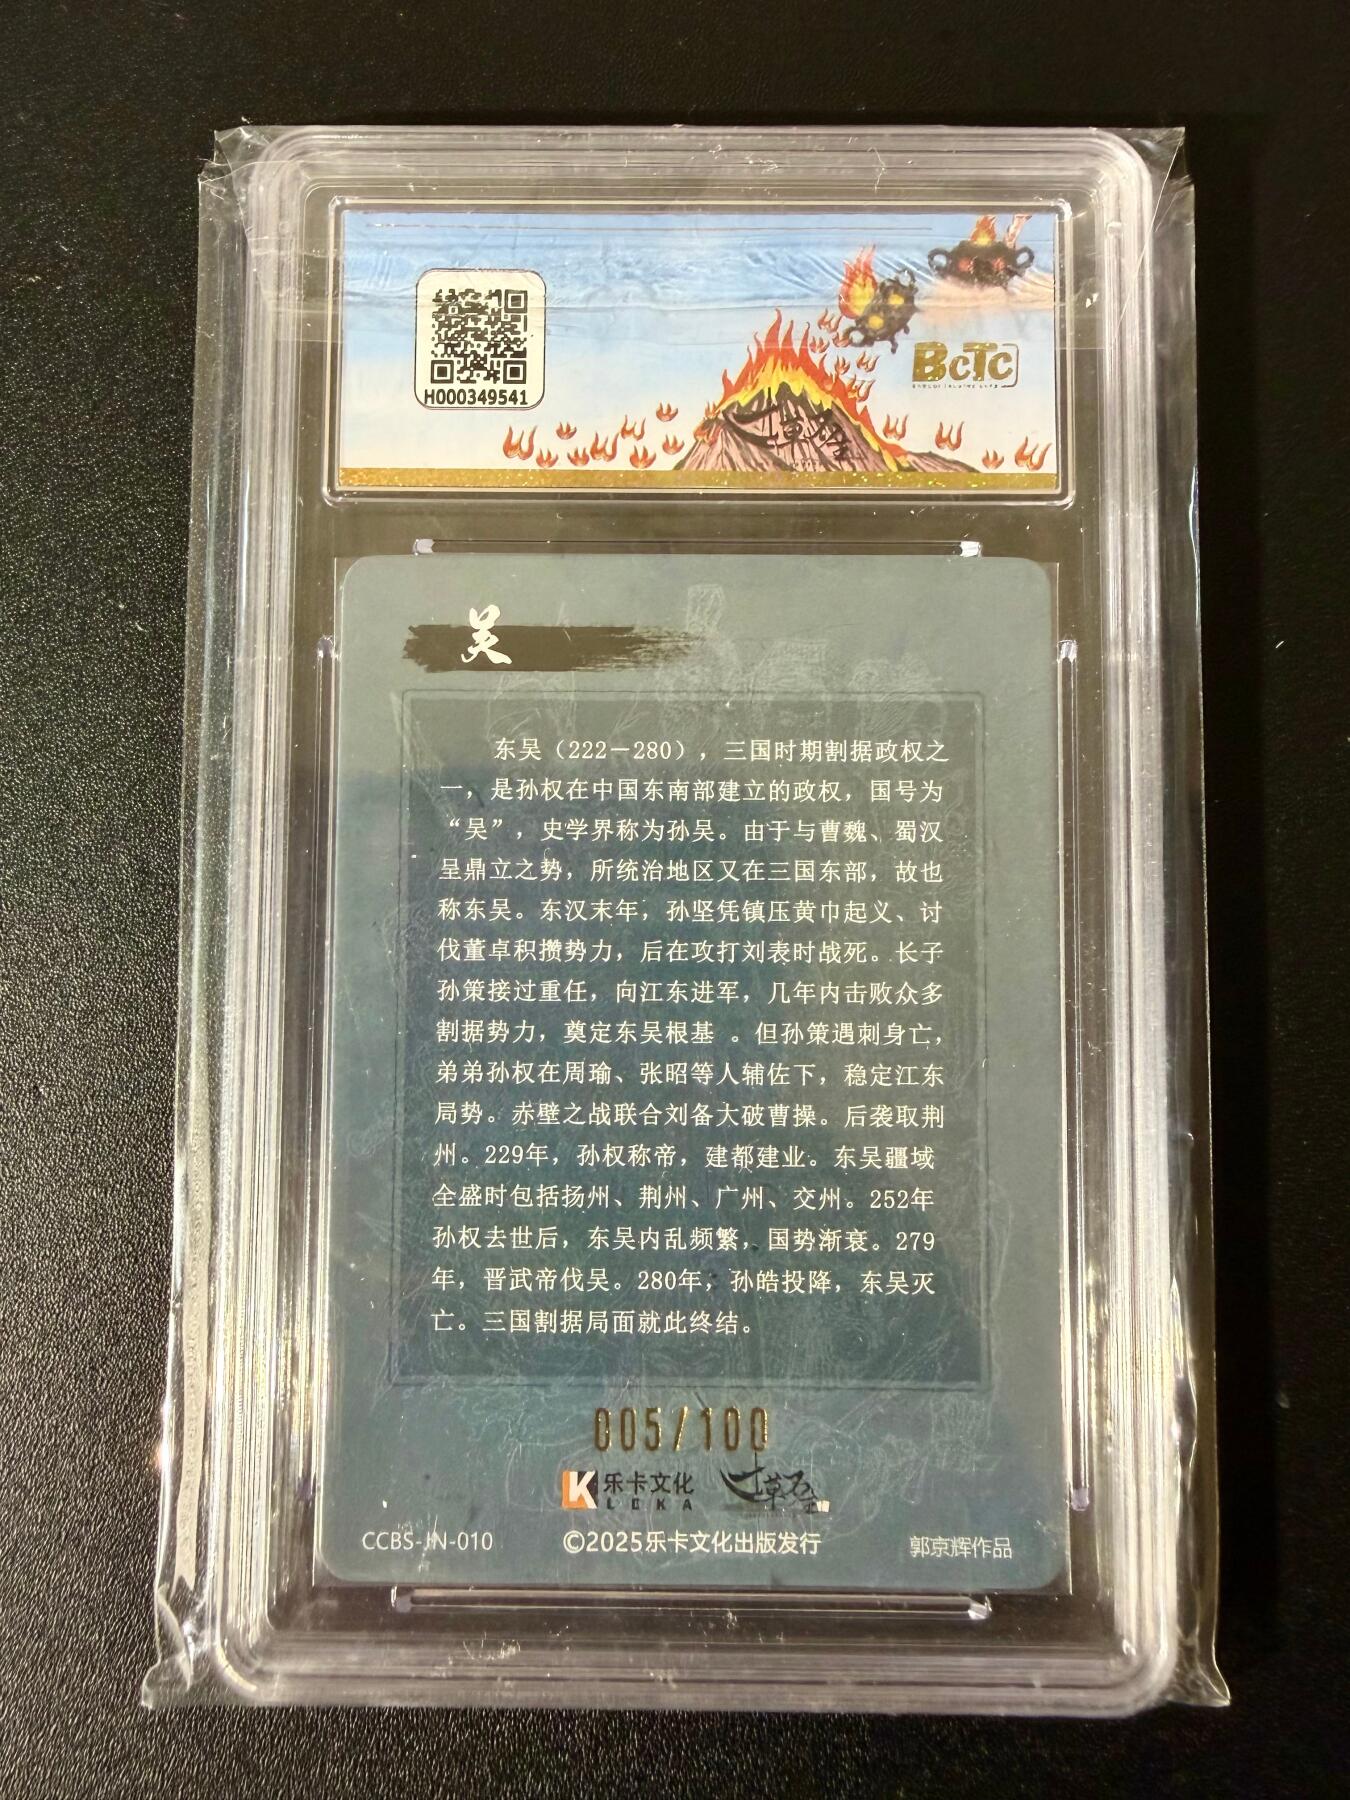 H000349541
BCTC
吴
东吴（222－280），三国时期割据政权之
一，是孙权在中国东南部建立的政权，国号为
“吴”，史学界称为孙吴。由于与曹魏、蜀汉
呈鼎立之势，所统治地区又在三国东部，故也
称东吴。东汉末年，孙坚凭镇压黄巾起义、讨
伐董卓积攒势力，后在攻打刘表时战死。长子
孙策接过重任，向江东进军，几年内击败众多
割据势力，奠定东吴根基 。但孙策遇刺身亡，
弟弟孙权在周瑜、张昭等人辅佐下，稳定江东
局势。赤壁之战联合刘备大破曹操。后袭取荆
州。229年，孙权称帝，建都建业。东吴疆域
全盛时包括扬州、荆州、广州、交州。252年
孙权去世后，东吴内乱频繁，国势渐衰。279
年，晋武帝伐吴。280年，孙皓投降，东吴灭
亡。三国割据局面就此终结。
005/100
乐卡文化
LCKA
CCBS-JN-010
©2025乐卡文化出版发行
郭京辉作品